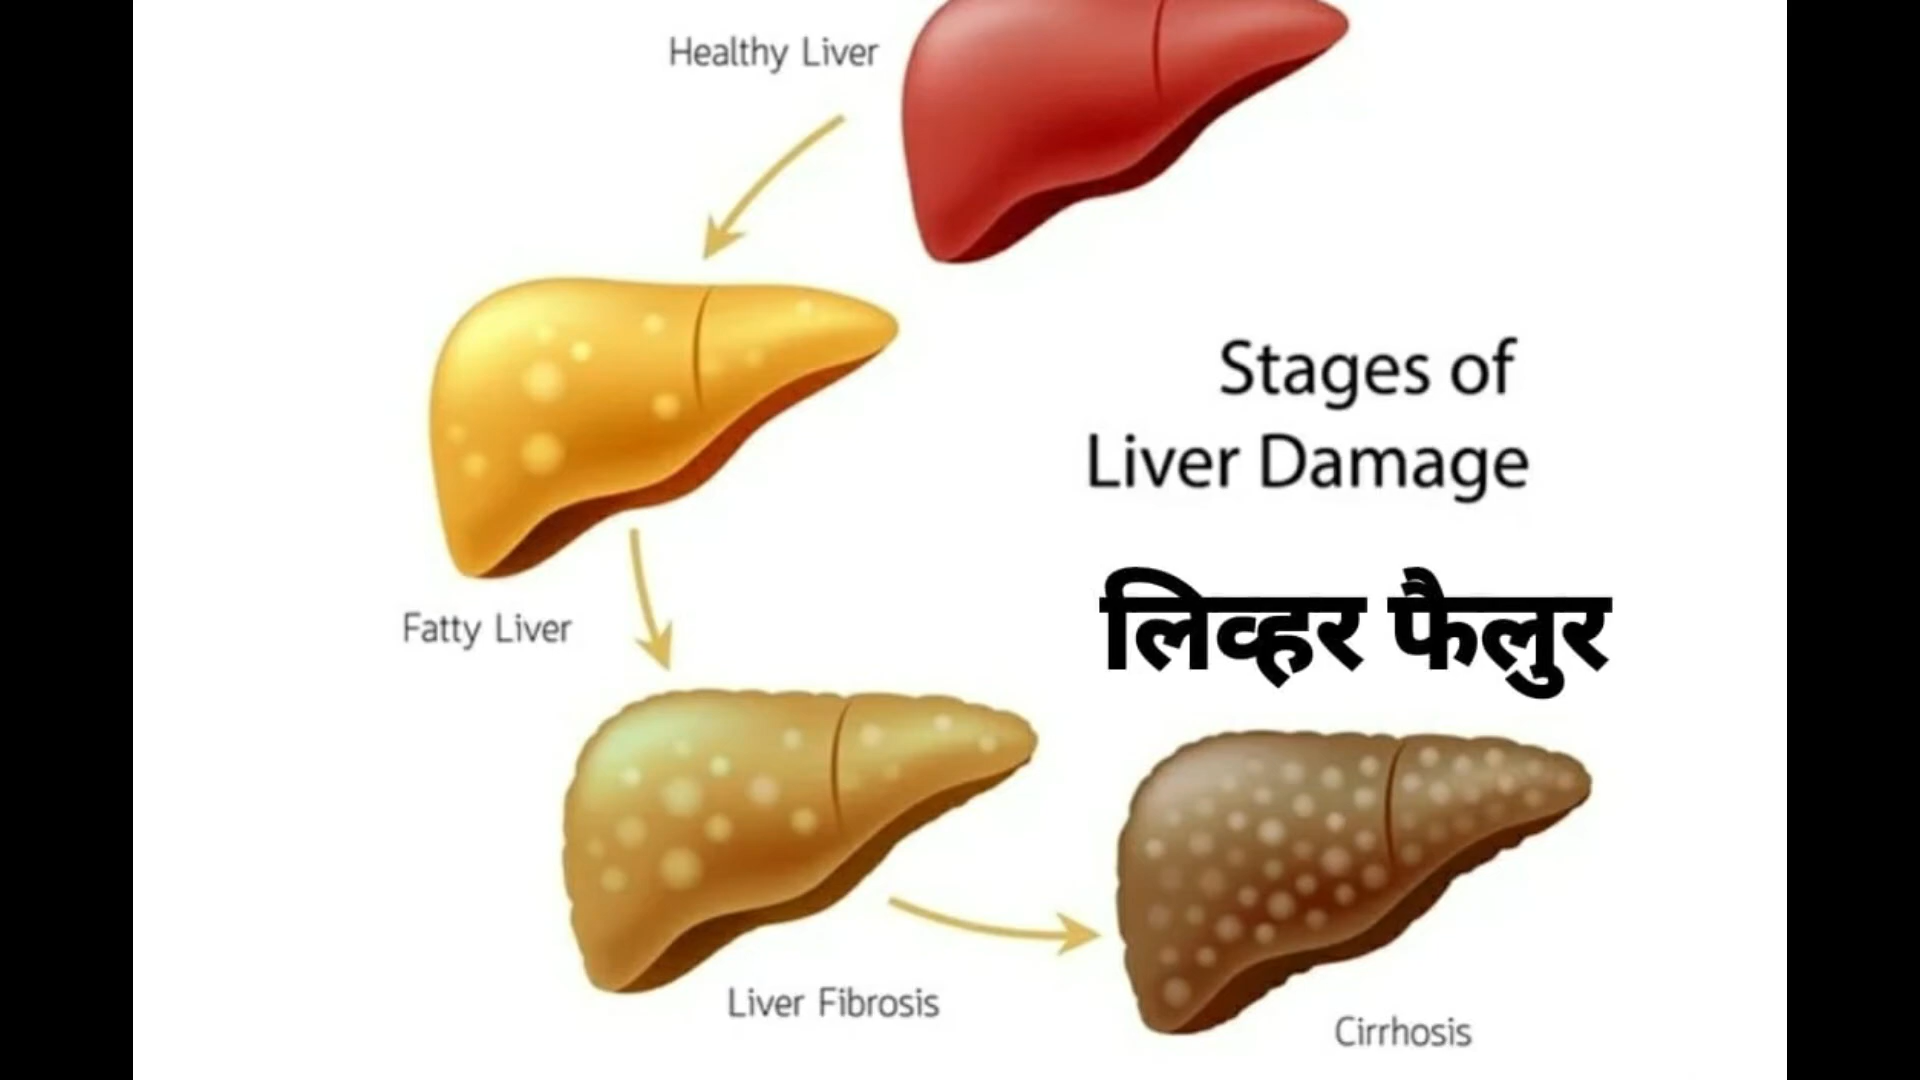 Healthy Liver
Stages of
Liver Damage
लिव्हर फैलुर
Fatty Liver
Liver Fibrosis
Cirrhosis